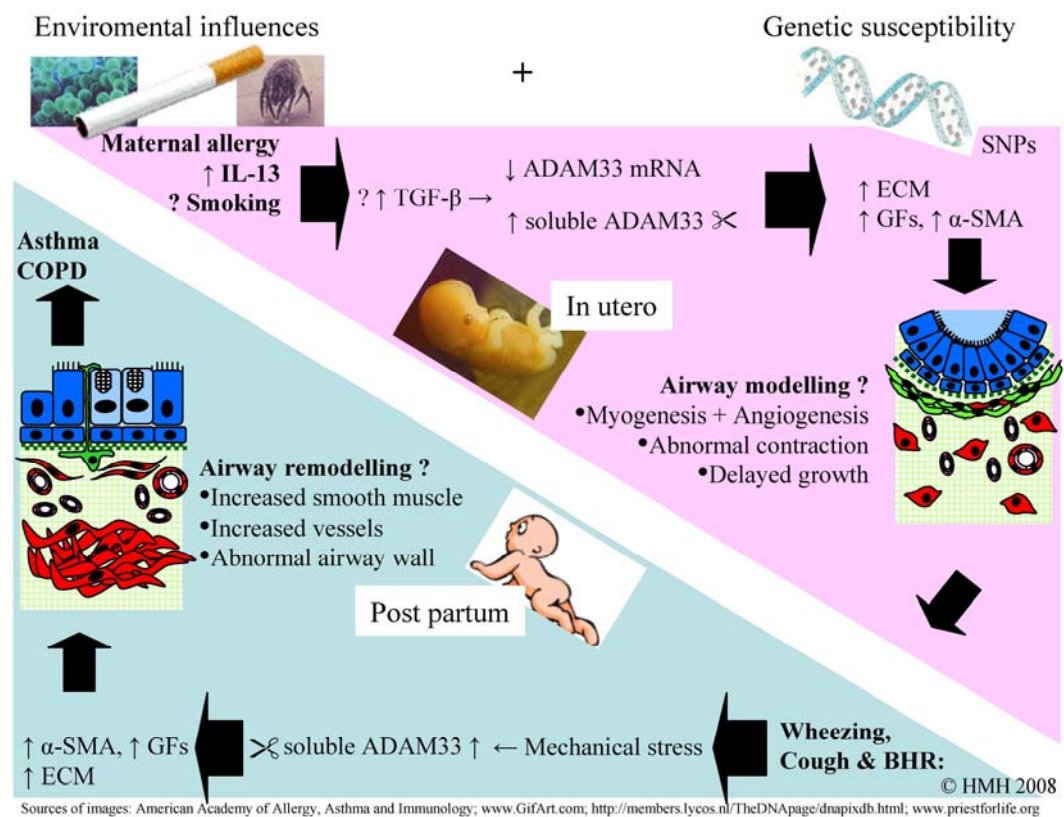 Enviromental influences
+
Genetic susceptibility
SNPs
Maternal allergy
↑ IL-13
? Smoking
? ↑ TGF-β →
↓ ADAM33 mRNA
↑ soluble ADAM33 ✂
↑ ECM
↑ GFs, ↑ α-SMA
In utero
Airway modelling ?
•Myogenesis + Angiogenesis
•Abnormal contraction
•Delayed growth
Wheezing,
Cough & BHR:
✂ soluble ADAM33 ↑ ← Mechanical stress
↑ α-SMA, ↑ GFs
↑ ECM
Post partum
Airway remodelling ?
•Increased smooth muscle
•Increased vessels
•Abnormal airway wall
Asthma
COPD
© HMH 2008
Sources of images: American Academy of Allergy, Asthma and Immunology; www.GifArt.com; http://members.lycos.nl/TheDNApage/dnapixdb.html; www.priestforlife.org